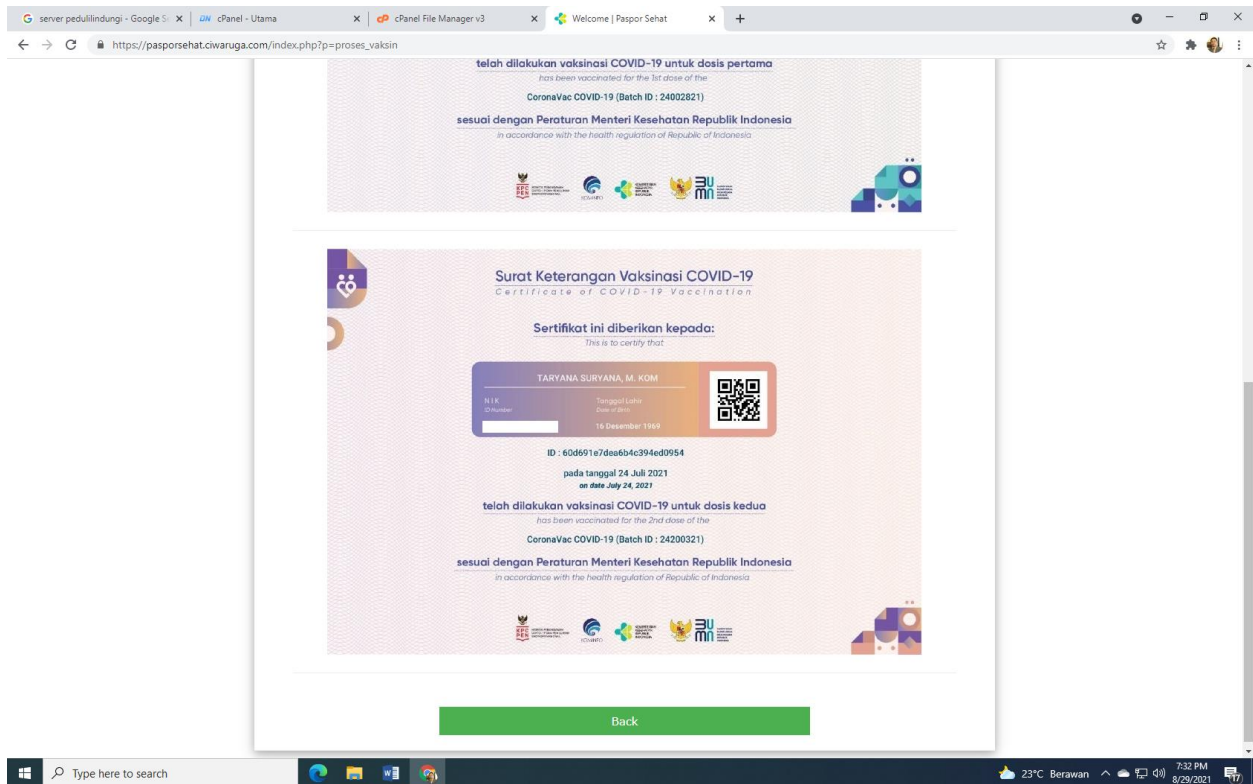 server pedulilindungi - Google Se
cPanel - Utama
cPanel File Manager v3
Welcome | Paspor Sehat
https://pasporsehat.ciwaruga.com/index.php?p=proses_vaksin
telah dilakukan vaksinasi COVID-19 untuk dosis pertama
has been vaccinated for the 1st dose of the
CoronaVac COVID-19 (Batch ID : 24002821)
sesuai dengan Peraturan Menteri Kesehatan Republik Indonesia
in accordance with the health regulation of Republic of Indonesia
KPC PEN
KOMINFO
Surat Keterangan Vaksinasi COVID-19
Certificate of COVID-19 Vaccination
Sertifikat ini diberikan kepada:
This is to certify that
TARYANA SURYANA, M. KOM
NIK
Tanggal Lahir
ID Number
Date of Birth
16 Desember 1969
ID : 60d691e7dea6b4c394ed0954
pada tanggal 24 Juli 2021
on date July 24, 2021
telah dilakukan vaksinasi COVID-19 untuk dosis kedua
has been vaccinated for the 2nd dose of the
CoronaVac COVID-19 (Batch ID : 24200321)
sesuai dengan Peraturan Menteri Kesehatan Republik Indonesia
in accordance with the health regulation of Republic of Indonesia
KPC PEN
KOMINFO
Back
Type here to search
23°C Berawan
7:32 PM
8/29/2021
17